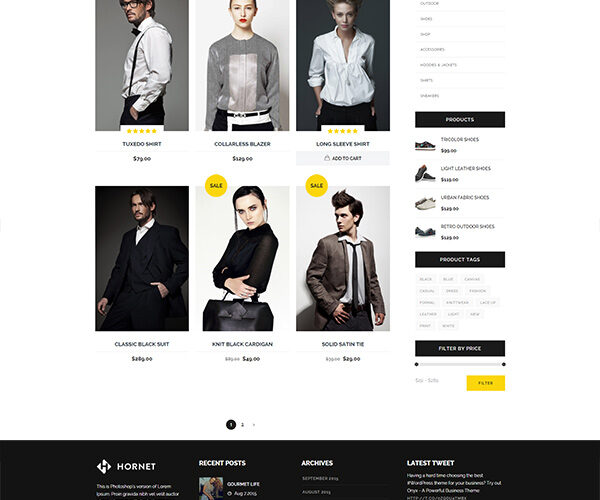 OUTDOOR
SHOES
SHOP
ACCESSORIES
HOODIES & JACKETS
SHIRTS
SNEAKERS
TUXEDO SHIRT
$79.00
COLLARLESS BLAZER
$129.00
LONG SLEEVE SHIRT
ADD TO CART
PRODUCTS
TRICOLOR SHOES
$99.00
LIGHT LEATHER SHOES
$119.00
URBAN FABRIC SHOES
$129.00
RETRO OUTDOOR SHOES
$129.00
SALE
SALE
CLASSIC BLACK SUIT
$289.00
KNIT BLACK CARDIGAN
$89.00 $49.00
SOLID SATIN TIE
$39.00 $29.00
PRODUCT TAGS
BLACK BLUE CANVAS
CASUAL DRESS FASHION
FORMAL KNITWEAR LACE UP
LEATHER LIGHT NEW
PRINT WHITE
FILTER BY PRICE
FILTER
1 2 >
HORNET
This is Photoshop's version of Lorem
Ipsum. Proin gravida nibh vel velit auctor
RECENT POSTS
GOURMET LIFE
Aug 7,2015
ARCHIVES
SEPTEMBER 2015
AUGUST 2015
LATEST TWEET
Having a hard time choosing the best
#WordPress theme for your business? Try out
Onyx - A Powerful Business Theme